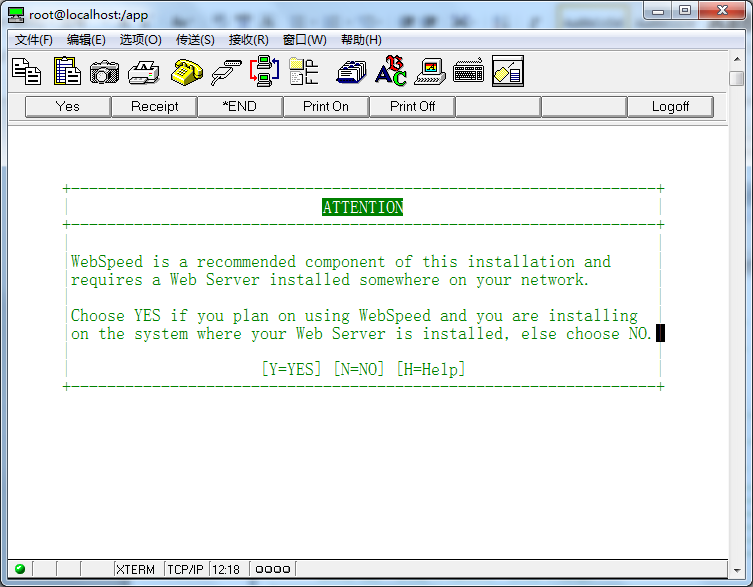 root@localhost:/app
文件(F) 编辑(E) 选项(O) 传送(S) 接收(R) 窗口(W) 帮助(H)
Yes Receipt *END Print On Print Off Logoff
ATTENTION
WebSpeed is a recommended component of this installation and
requires a Web Server installed somewhere on your network.
Choose YES if you plan on using WebSpeed and you are installing
on the system where your Web Server is installed, else choose NO.
[Y=YES] [N=NO] [H=Help]
XTERM TCP/IP 12:18